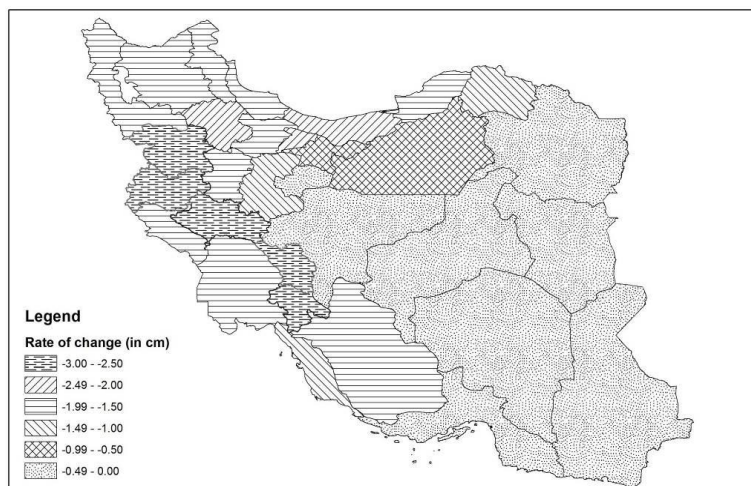 Legend
Rate of change (in cm)
-3.00 - -2.50
-2.49 - -2.00
-1.99 - -1.50
-1.49 - -1.00
-0.99 - -0.50
-0.49 - 0.00